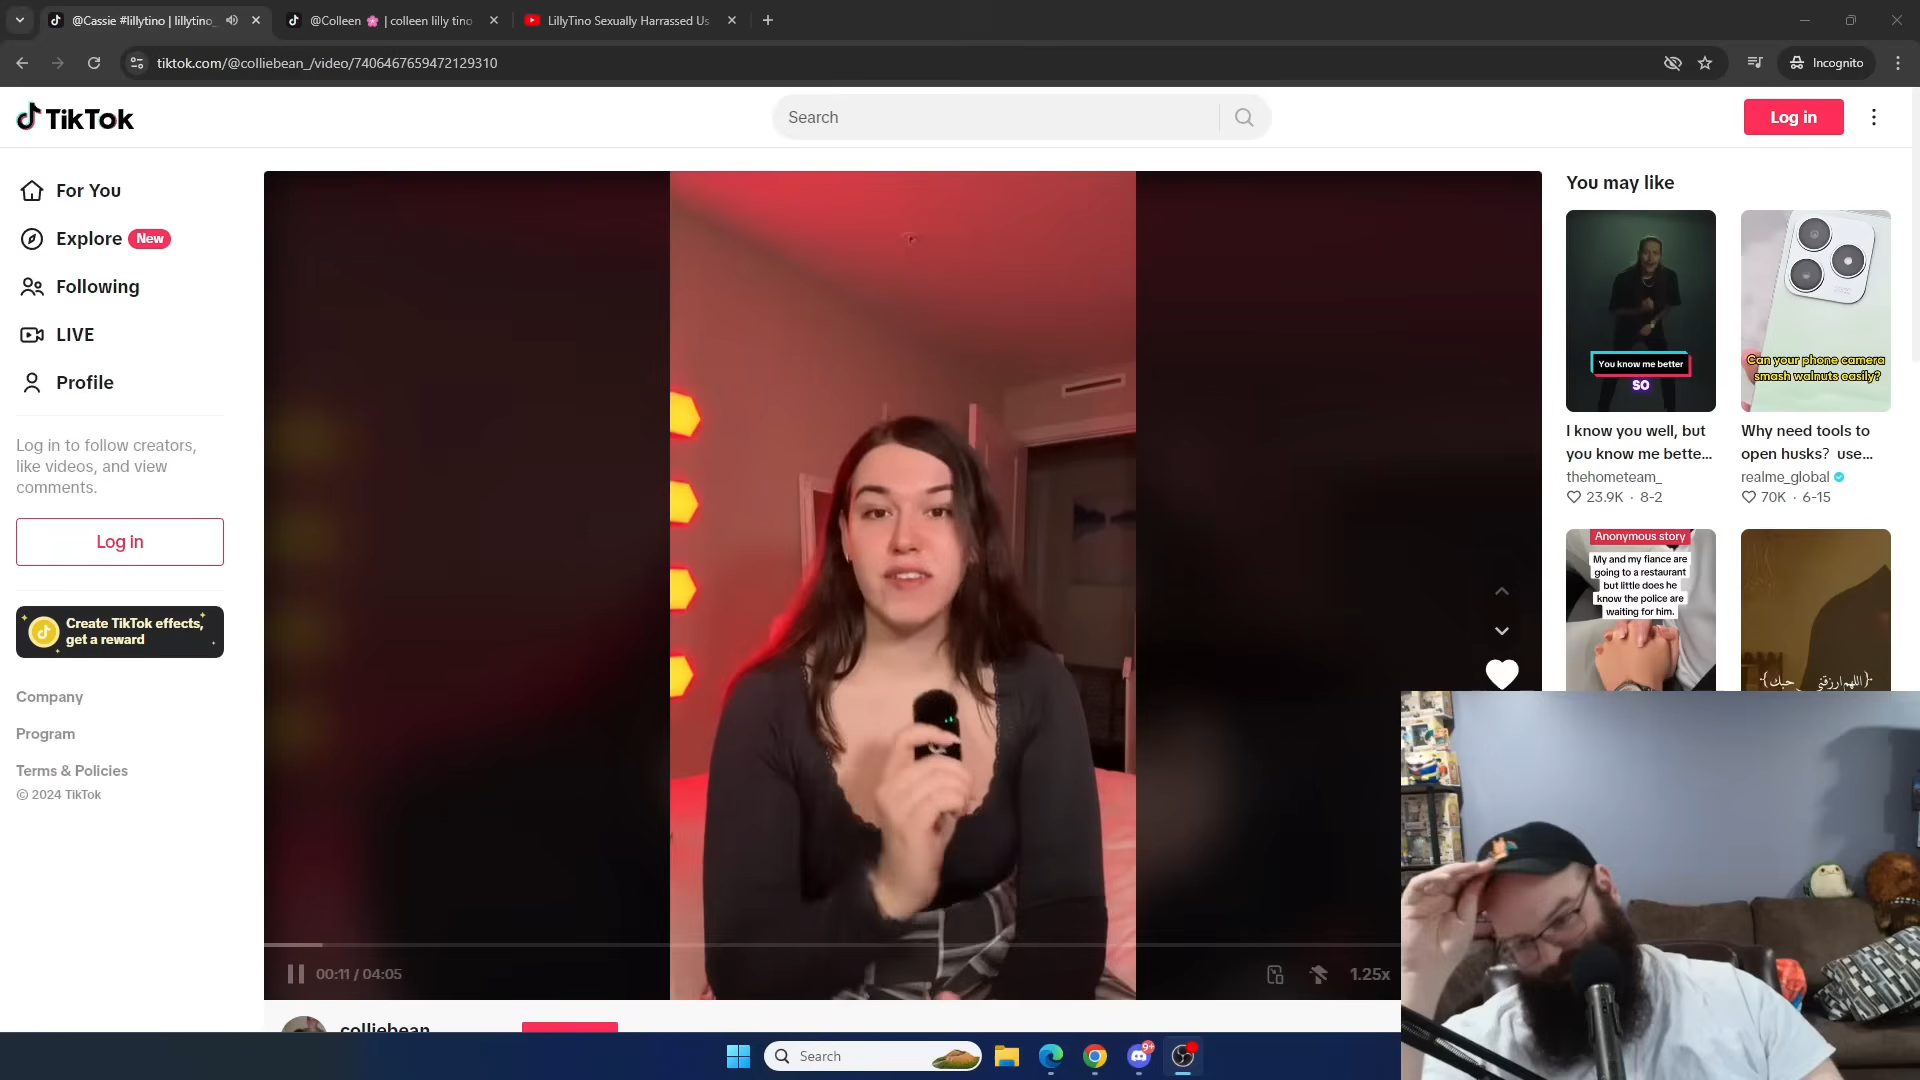 @Cassie #lillytino | lillytino_
@Colleen 🌸 | colleen lilly tino
LillyTino Sexually Harrassed Us
tiktok.com/@colliebean_/video/7406467659472129310
Incognito
TikTok
Search
Log in
For You
Explore New
Following
LIVE
Profile
Log in to follow creators,
like videos, and view
comments.
Log in
Create TikTok effects,
get a reward
Company
Program
Terms & Policies
© 2024 TikTok
00:11 / 04:05
1.25x
colliebean
You may like
You know me better
SO
I know you well, but
you know me bette...
thehometeam_
23.9K · 8-2
Can your phone camera
smash walnuts easily?
Why need tools to
open husks? use...
realme_global
70K · 6-15
Anonymous story
My and my fiance are
going to a restaurant
but little does he
know the police are
waiting for him.
Search
9+